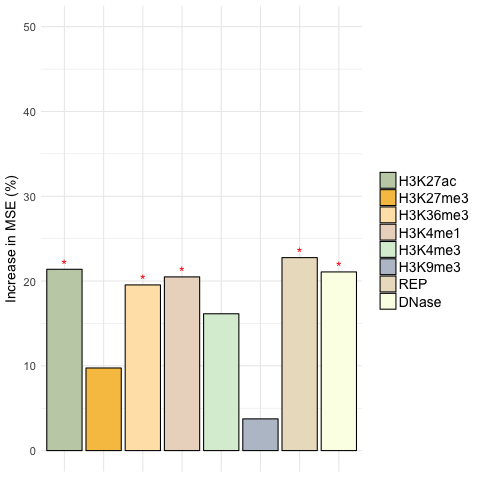 50
40
30
20
10
0
Increase in MSE (%)
* * * * *
H3K27ac
H3K27me3
H3K36me3
H3K4me1
H3K4me3
H3K9me3
REP
DNase